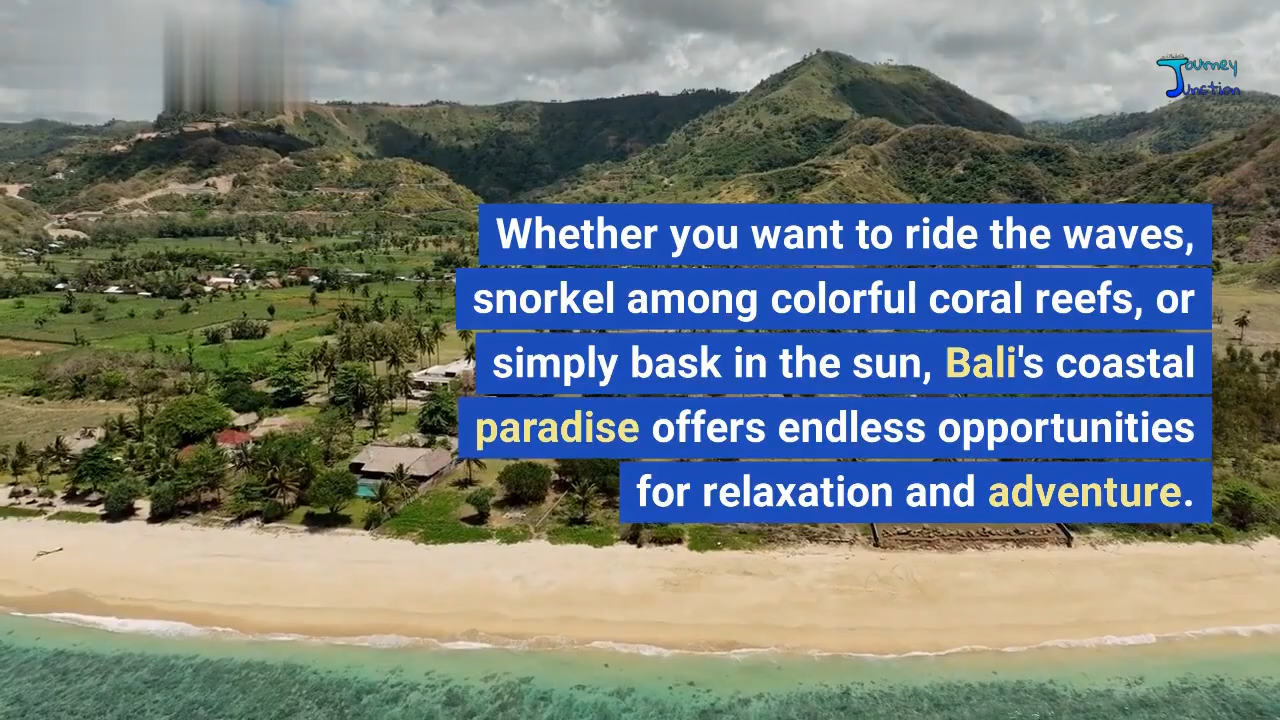 Journey
Junction
Whether you want to ride the waves,
snorkel among colorful coral reefs, or
simply bask in the sun, Bali's coastal
paradise offers endless opportunities
for relaxation and adventure.